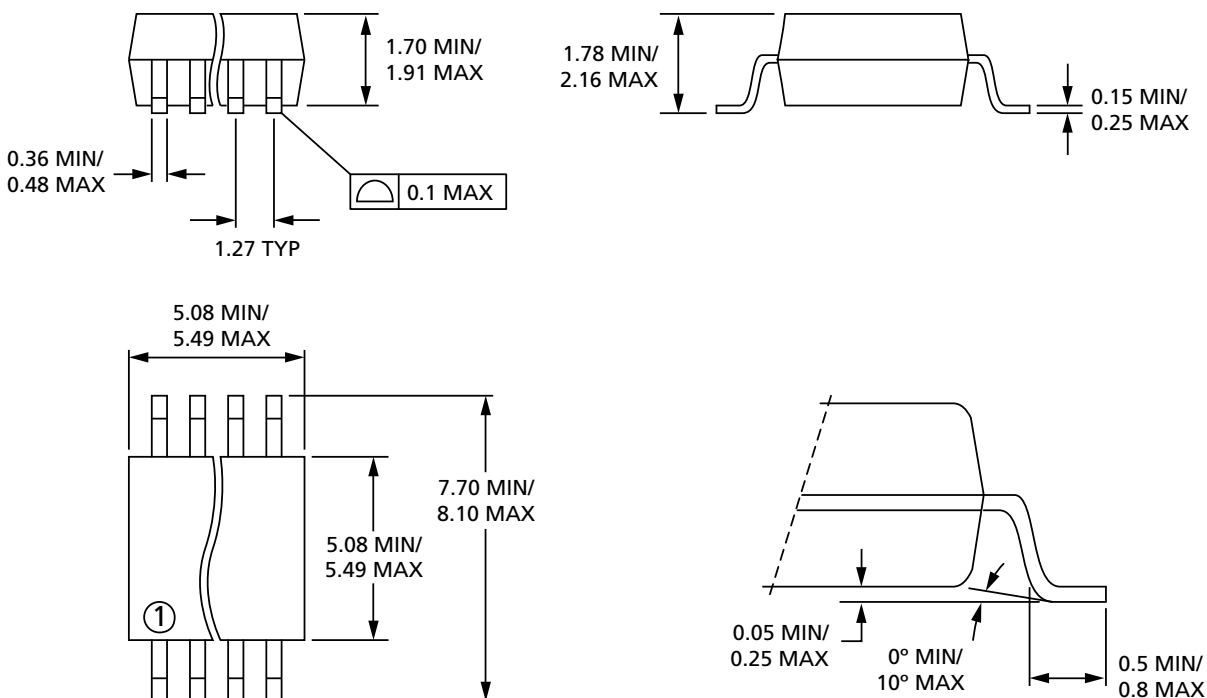 1.70 MIN/
1.91 MAX
1.78 MIN/
2.16 MAX
0.15 MIN/
0.25 MAX
0.36 MIN/
0.48 MAX
0.1 MAX
1.27 TYP
5.08 MIN/
5.49 MAX
7.70 MIN/
8.10 MAX
5.08 MIN/
5.49 MAX
1
0.05 MIN/
0.25 MAX
0º MIN/
10º MAX
0.5 MIN/
0.8 MAX